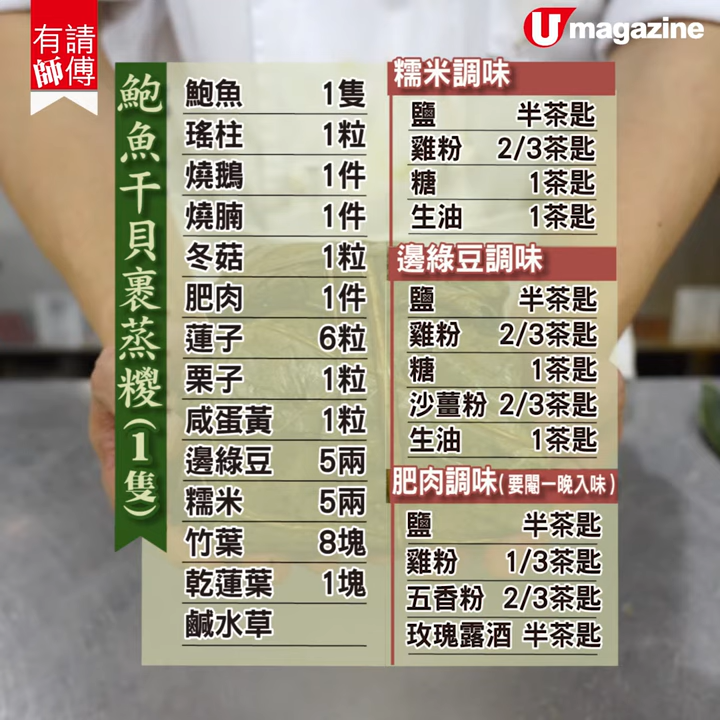 有請
師傅
U magazine
鮑魚干貝裹蒸糭(1隻)
鮑魚 1隻
瑤柱 1粒
燒鵝 1件
燒腩 1件
冬菇 1粒
肥肉 1件
蓮子 6粒
栗子 1粒
咸蛋黃 1粒
邊綠豆 5兩
糯米 5兩
竹葉 8塊
乾蓮葉 1塊
鹹水草
糯米調味
鹽 半茶匙
雞粉 2/3茶匙
糖 1茶匙
生油 1茶匙
邊綠豆調味
鹽 半茶匙
雞粉 2/3茶匙
糖 1茶匙
沙薑粉 2/3茶匙
生油 1茶匙
肥肉調味(要閹一晚入味)
鹽 半茶匙
雞粉 1/3茶匙
五香粉 2/3茶匙
玫瑰露酒 半茶匙